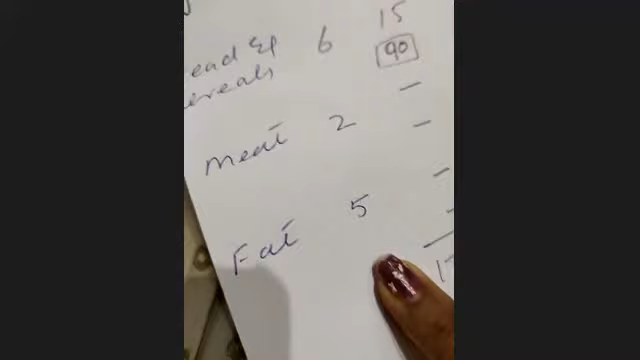 15
ead & 6 90
ereals
—
Meat 2 —
—
Fat 5